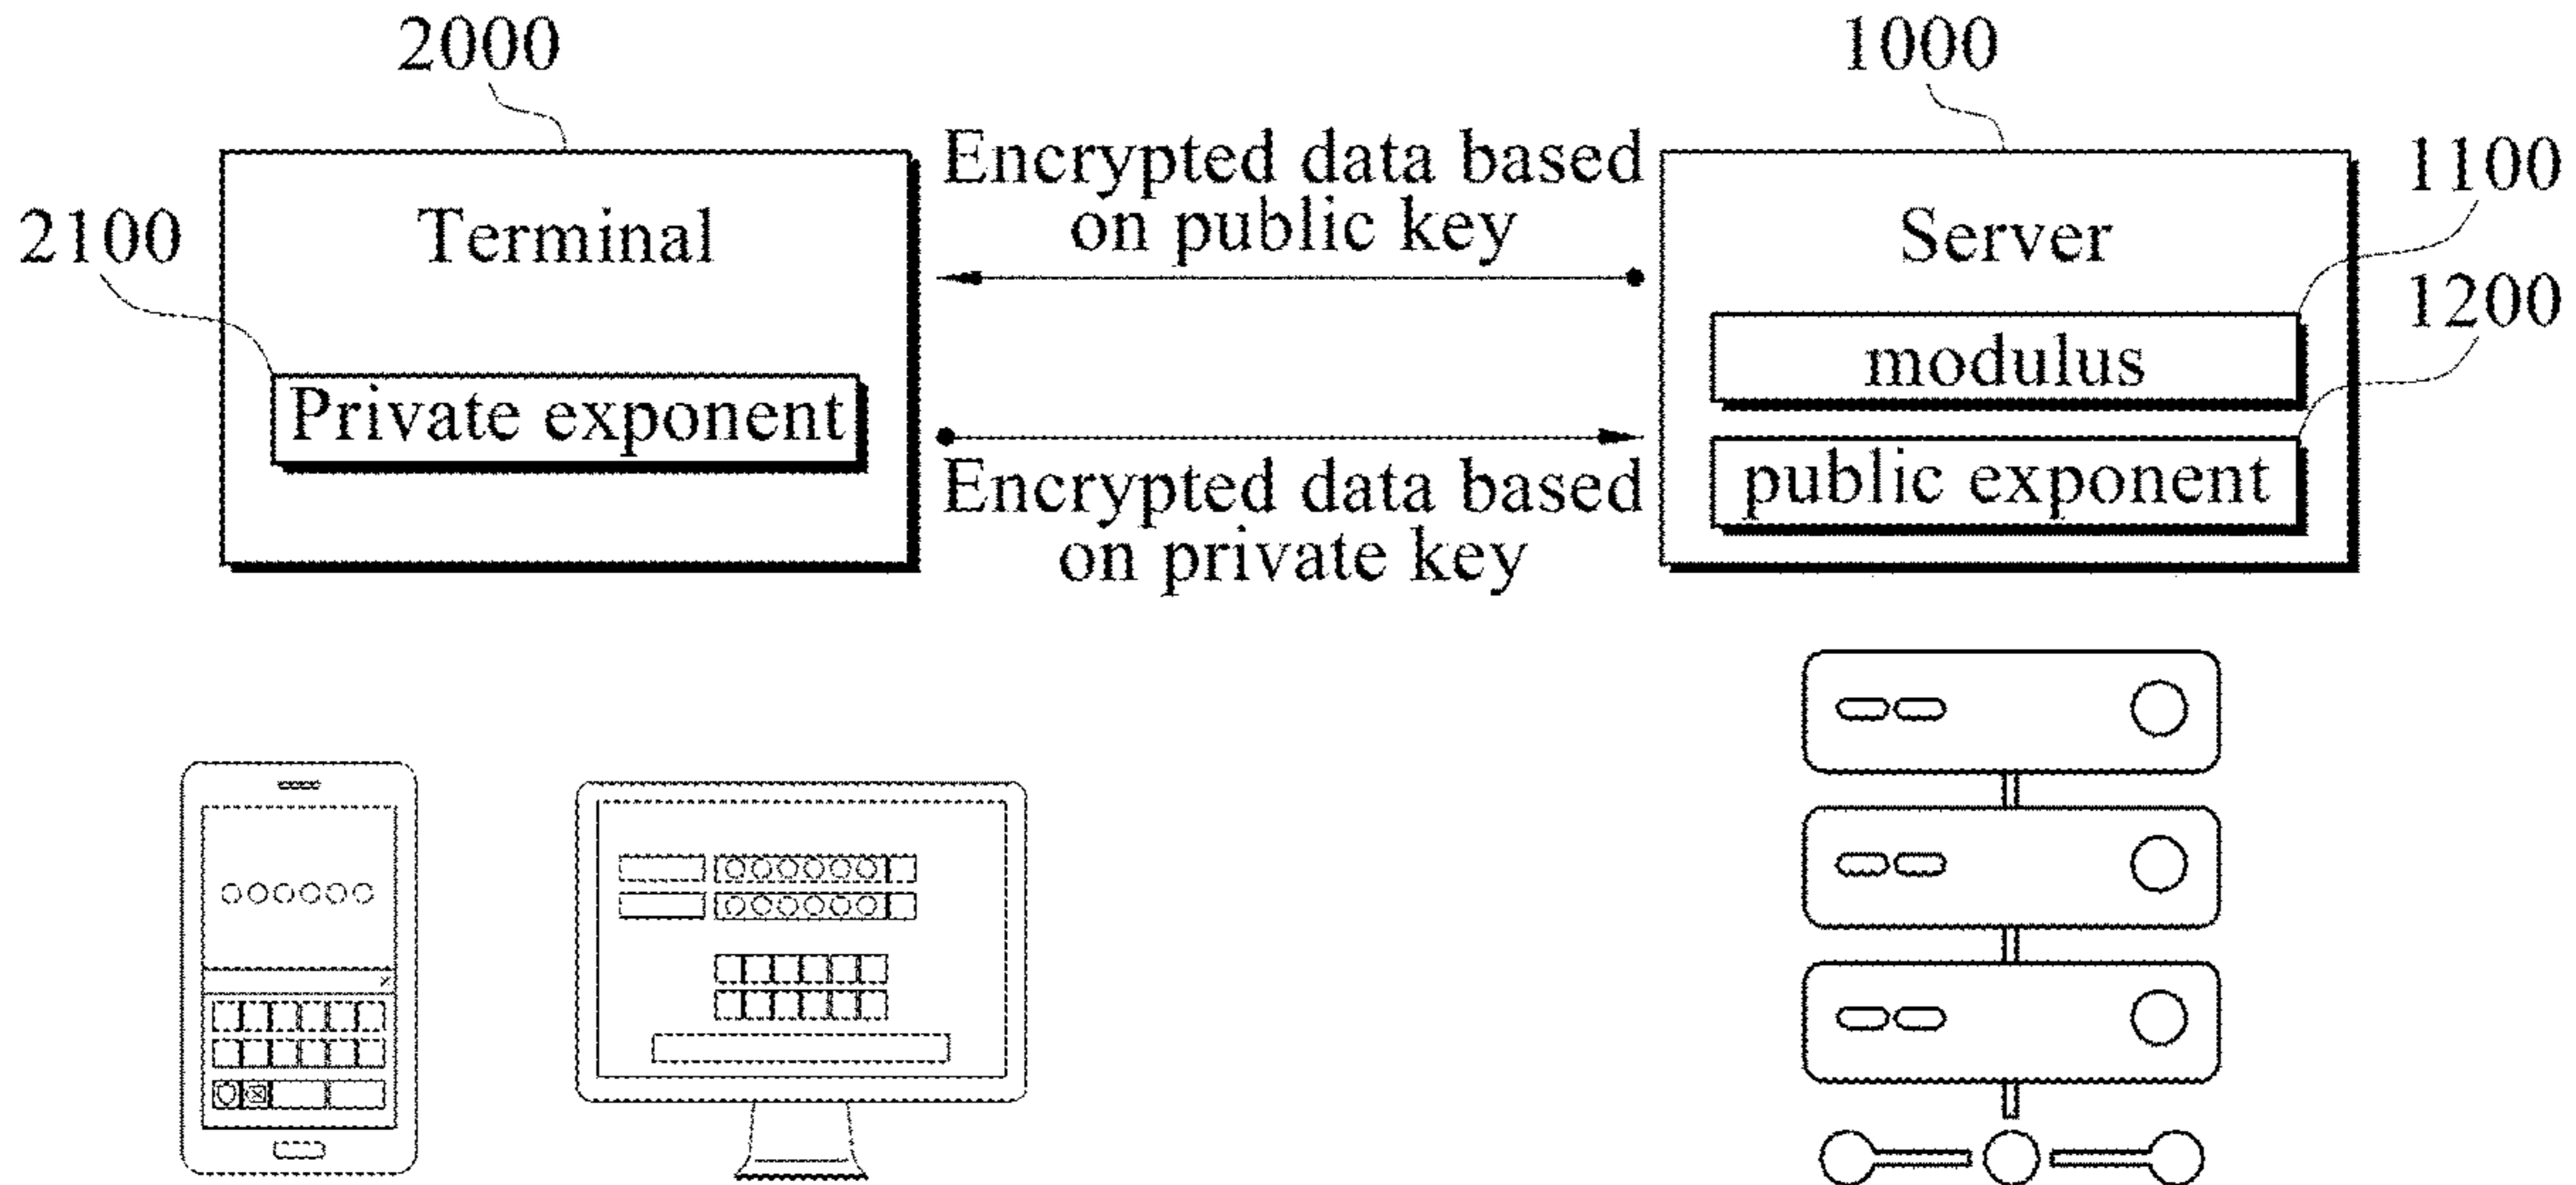 2000
1000
Encrypted data based
on public key
1100
2100
Terminal
Server
1200
modulus
Private exponent
public exponent
Encrypted data based
on private key